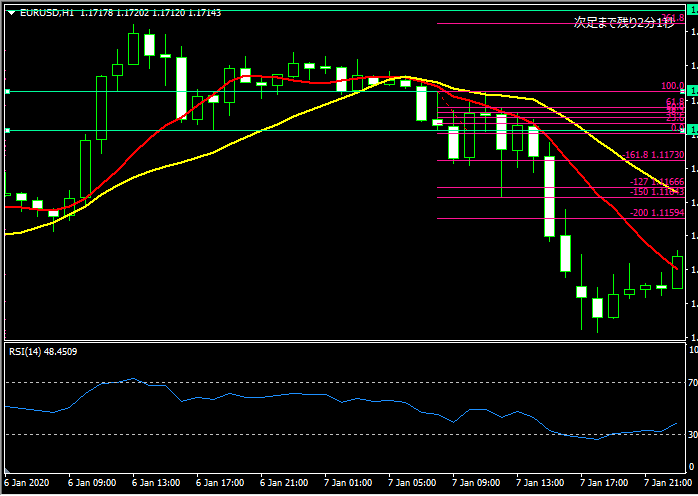 EURUSD,H1 1.17178 1.17202 1.17120 1.17143
次足まで残り2分1秒
100.0
61.8
-161.8 1.11730
-127 1.11666
-150 1.11643
-200 1.11594
RSI(14) 48.4509
70
30
0
6 Jan 2020
6 Jan 09:00
6 Jan 13:00
6 Jan 17:00
6 Jan 21:00
7 Jan 01:00
7 Jan 05:00
7 Jan 09:00
7 Jan 13:00
7 Jan 17:00
7 Jan 21:00